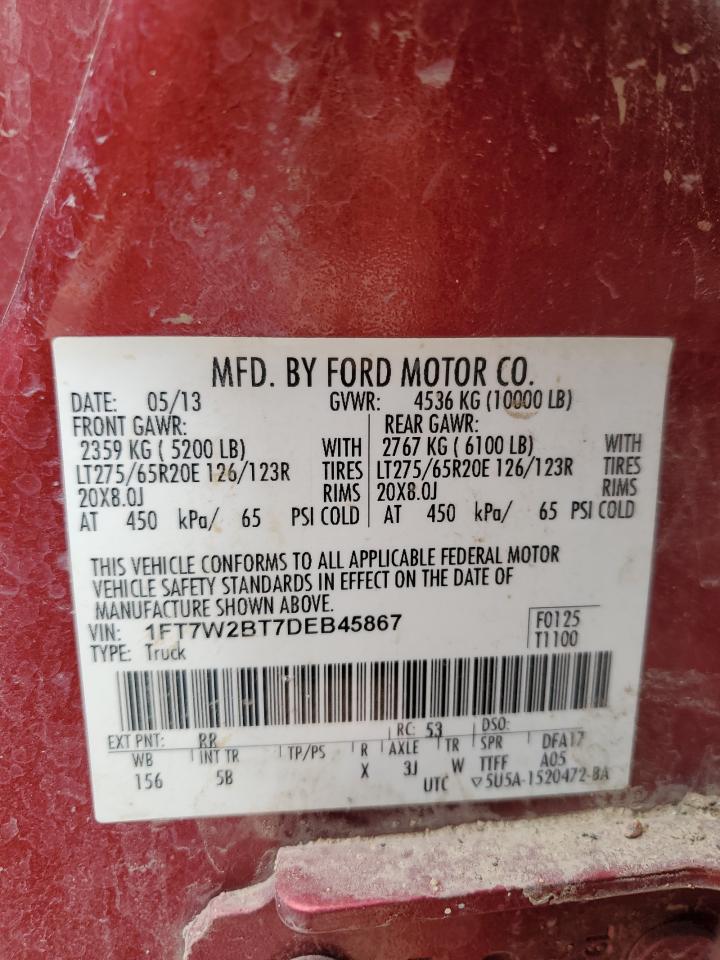 MFD. BY FORD MOTOR CO.
DATE: 05/13 GVWR: 4536 KG (10000 LB)
FRONT GAWR: REAR GAWR:
2359 KG ( 5200 LB) WITH 2767 KG ( 6100 LB) WITH
LT275/65R20E 126/123R TIRES LT275/65R20E 126/123R TIRES
20X8.0J RIMS 20X8.0J RIMS
AT 450 kPa/ 65 PSI COLD AT 450 kPa/ 65 PSI COLD
THIS VEHICLE CONFORMS TO ALL APPLICABLE FEDERAL MOTOR
VEHICLE SAFETY STANDARDS IN EFFECT ON THE DATE OF
MANUFACTURE SHOWN ABOVE.
VIN: 1FT7W2BT7DEB45867 F0125
TYPE: Truck T1100
EXT PNT: RR RC: 53 DSO:
WB INT TR TP/PS R AXLE TR SPR DFA17
156 5B X 3J W TTFF A05
UTC ▽5U5A-1520472-BA